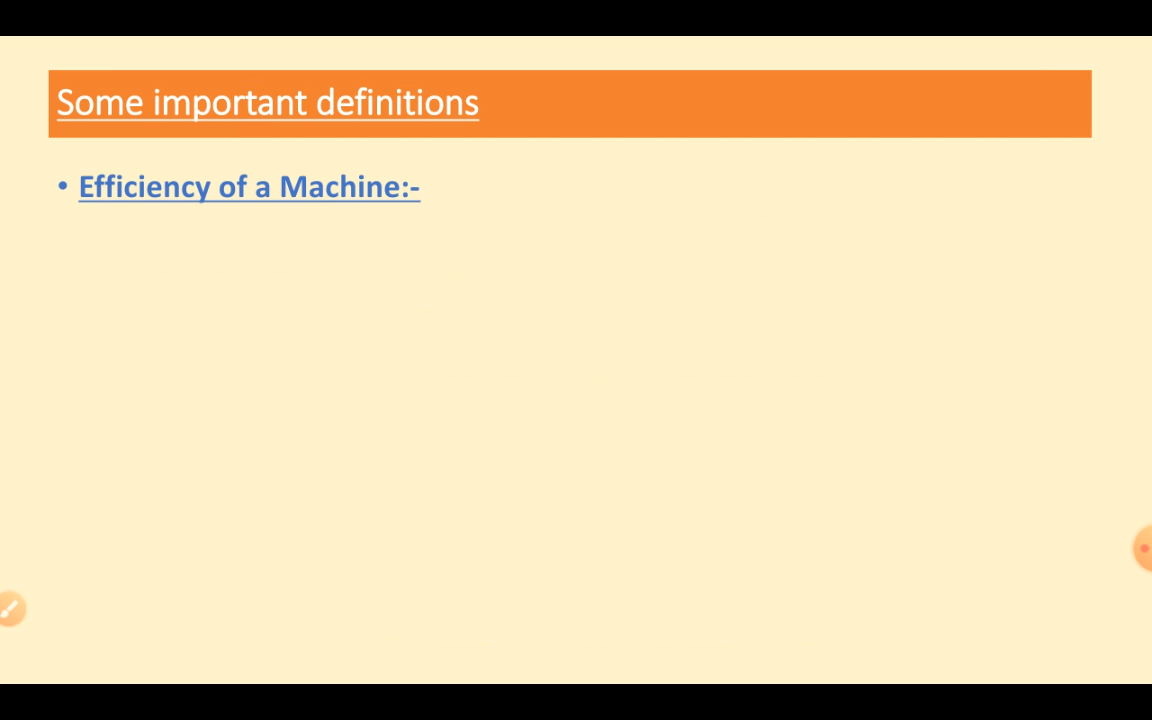 Some important definitions
• Efficiency of a Machine:-